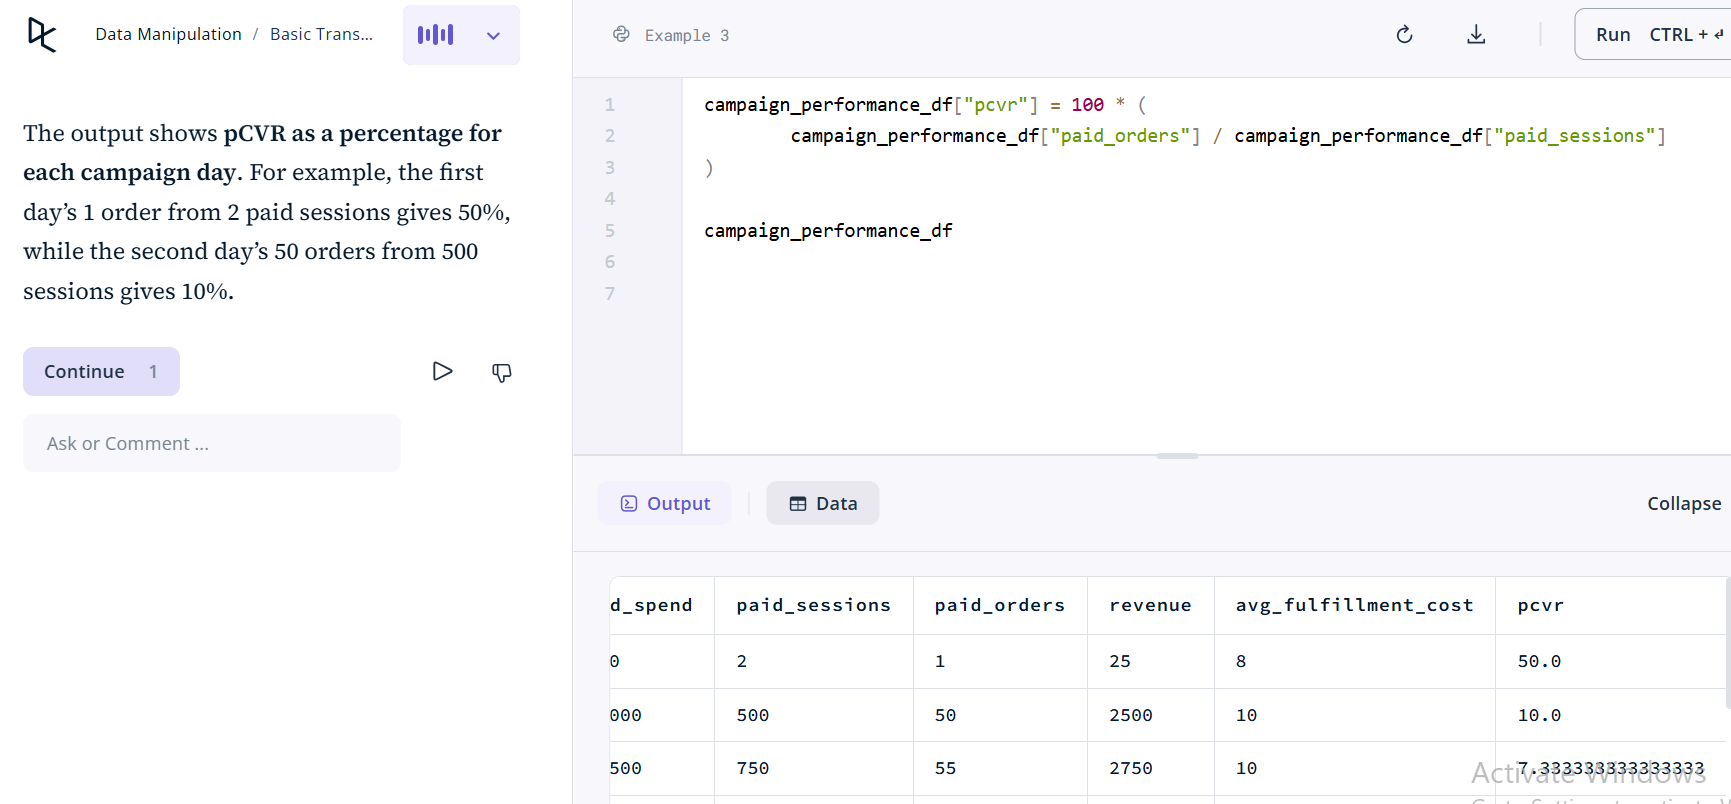 Data Manipulation / Basic Trans...
The output shows pCVR as a percentage for
each campaign day. For example, the first
day’s 1 order from 2 paid sessions gives 50%,
while the second day’s 50 orders from 500
sessions gives 10%.
Continue 1
Ask or Comment ...
Example 3
Run CTRL + ↵
1 campaign_performance_df["pcvr"] = 100 * (
2 campaign_performance_df["paid_orders"] / campaign_performance_df["paid_sessions"]
3 )
4
5 campaign_performance_df
6
7
Output Data Collapse
d_spend paid_sessions paid_orders revenue avg_fulfillment_cost pcvr
0 2 1 25 8 50.0
000 500 50 2500 10 10.0
500 750 55 2750 10 7.333333333333333
Activate Windows